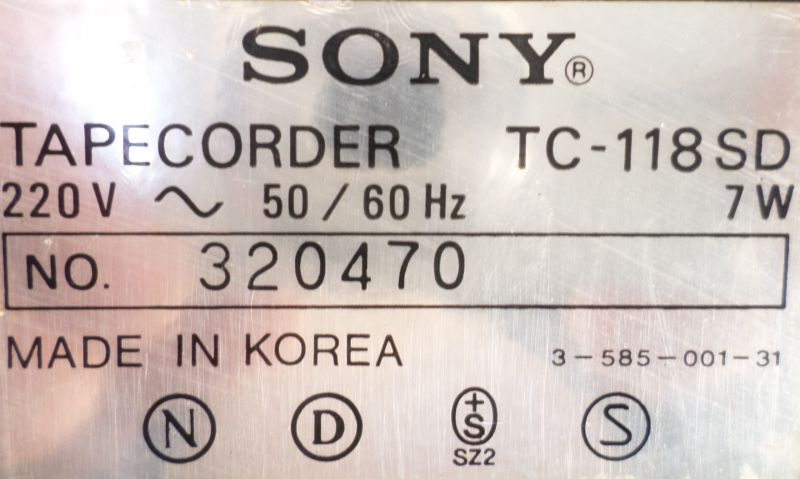 SONY®
TAPECORDER TC-118SD
220V ~ 50/60 Hz 7W
NO. 320470
MADE IN KOREA 3-585-001-31
N D +S S
SZ2